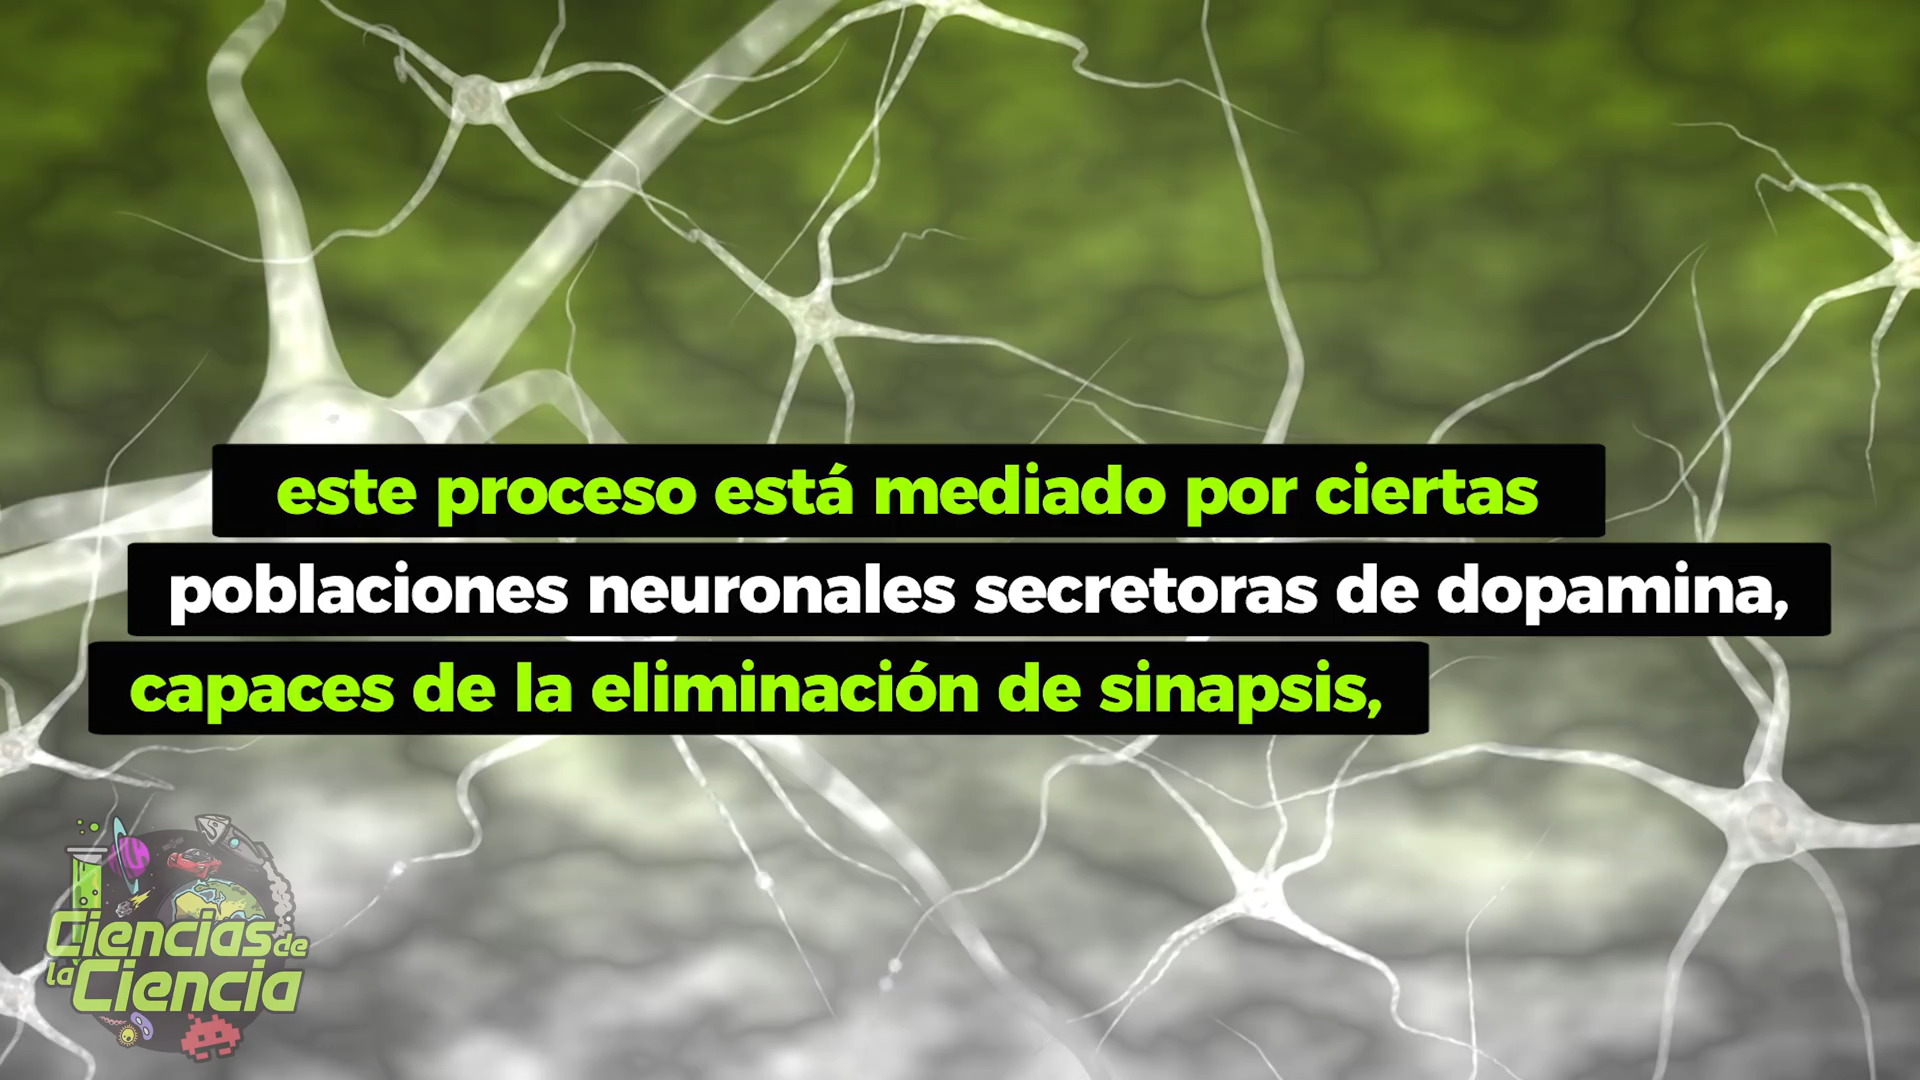 este proceso está mediado por ciertas
poblaciones neuronales secretoras de dopamina,
capaces de la eliminación de sinapsis,
Ciencias de
la Ciencia